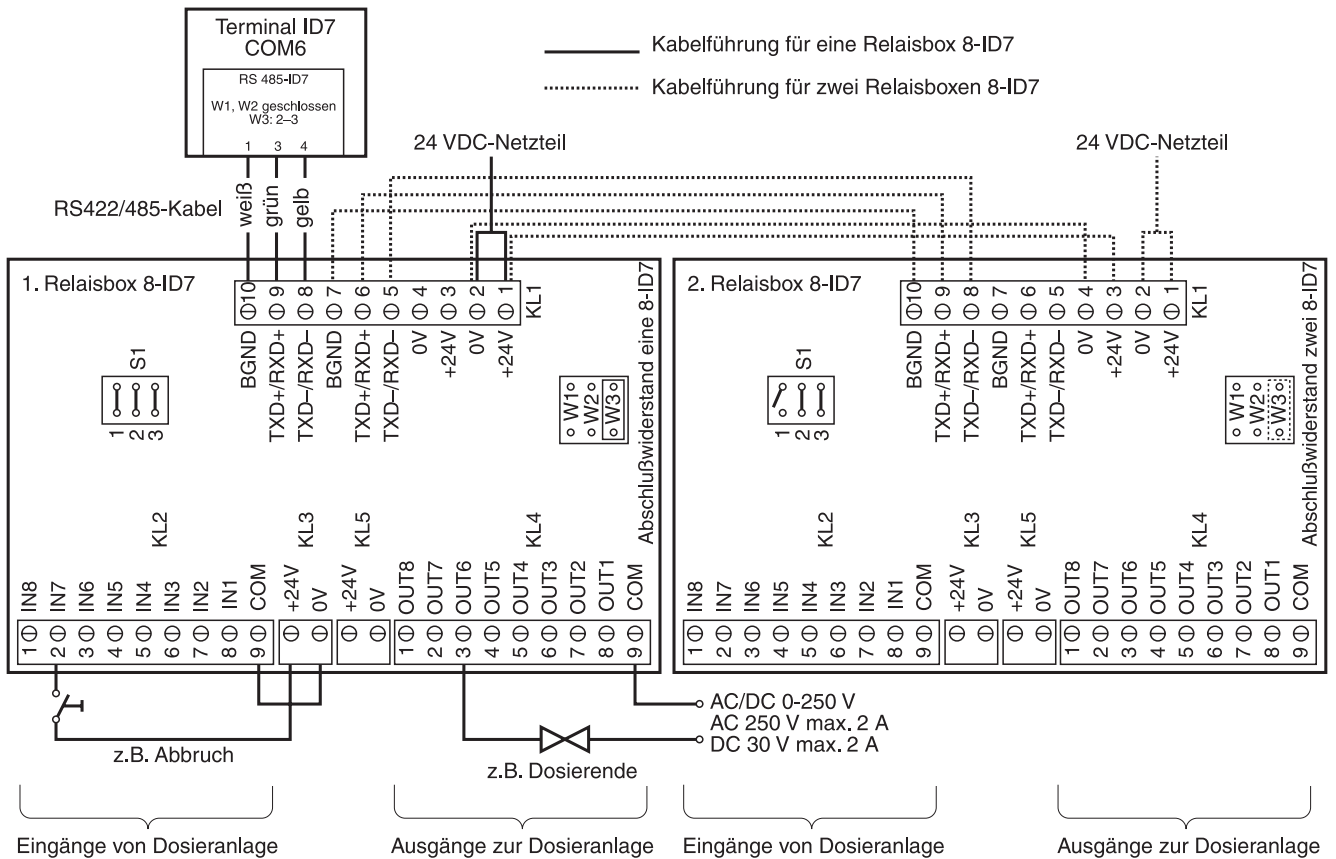 Terminal ID7
COM6
RS 485-ID7
W1, W2 geschlossen
W3: 2–3
1 3 4
Kabelführung für eine Relaisbox 8-ID7
Kabelführung für zwei Relaisboxen 8-ID7
24 VDC-Netzteil
24 VDC-Netzteil
RS422/485-Kabel
weiß
grün
gelb
1. Relaisbox 8-ID7
10 9 8 7 6 5 4 3 2 1
KL1
BGND
TXD+/RXD+
TXD–/RXD–
BGND
TXD+/RXD+
TXD–/RXD–
0V
+24V
0V
+24V
S1
1 2 3
W1
W2
W3
Abschlußwiderstand eine 8-ID7
KL2
KL3
KL5
KL4
IN8
IN7
IN6
IN5
IN4
IN3
IN2
IN1
COM
+24V
0V
+24V
0V
OUT8
OUT7
OUT6
OUT5
OUT4
OUT3
OUT2
OUT1
COM
1 2 3 4 5 6 7 8 9
1 2 3 4 5 6 7 8 9
2. Relaisbox 8-ID7
10 9 8 7 6 5 4 3 2 1
KL1
BGND
TXD+/RXD+
TXD–/RXD–
BGND
TXD+/RXD+
TXD–/RXD–
0V
+24V
0V
+24V
S1
1 2 3
W1
W2
W3
Abschlußwiderstand zwei 8-ID7
KL2
KL3
KL5
KL4
IN8
IN7
IN6
IN5
IN4
IN3
IN2
IN1
COM
+24V
0V
+24V
0V
OUT8
OUT7
OUT6
OUT5
OUT4
OUT3
OUT2
OUT1
COM
1 2 3 4 5 6 7 8 9
1 2 3 4 5 6 7 8 9
z.B. Abbruch
z.B. Dosierende
AC/DC 0-250 V
AC 250 V max. 2 A
DC 30 V max. 2 A
Eingänge von Dosieranlage
Ausgänge zur Dosieranlage
Eingänge von Dosieranlage
Ausgänge zur Dosieranlage